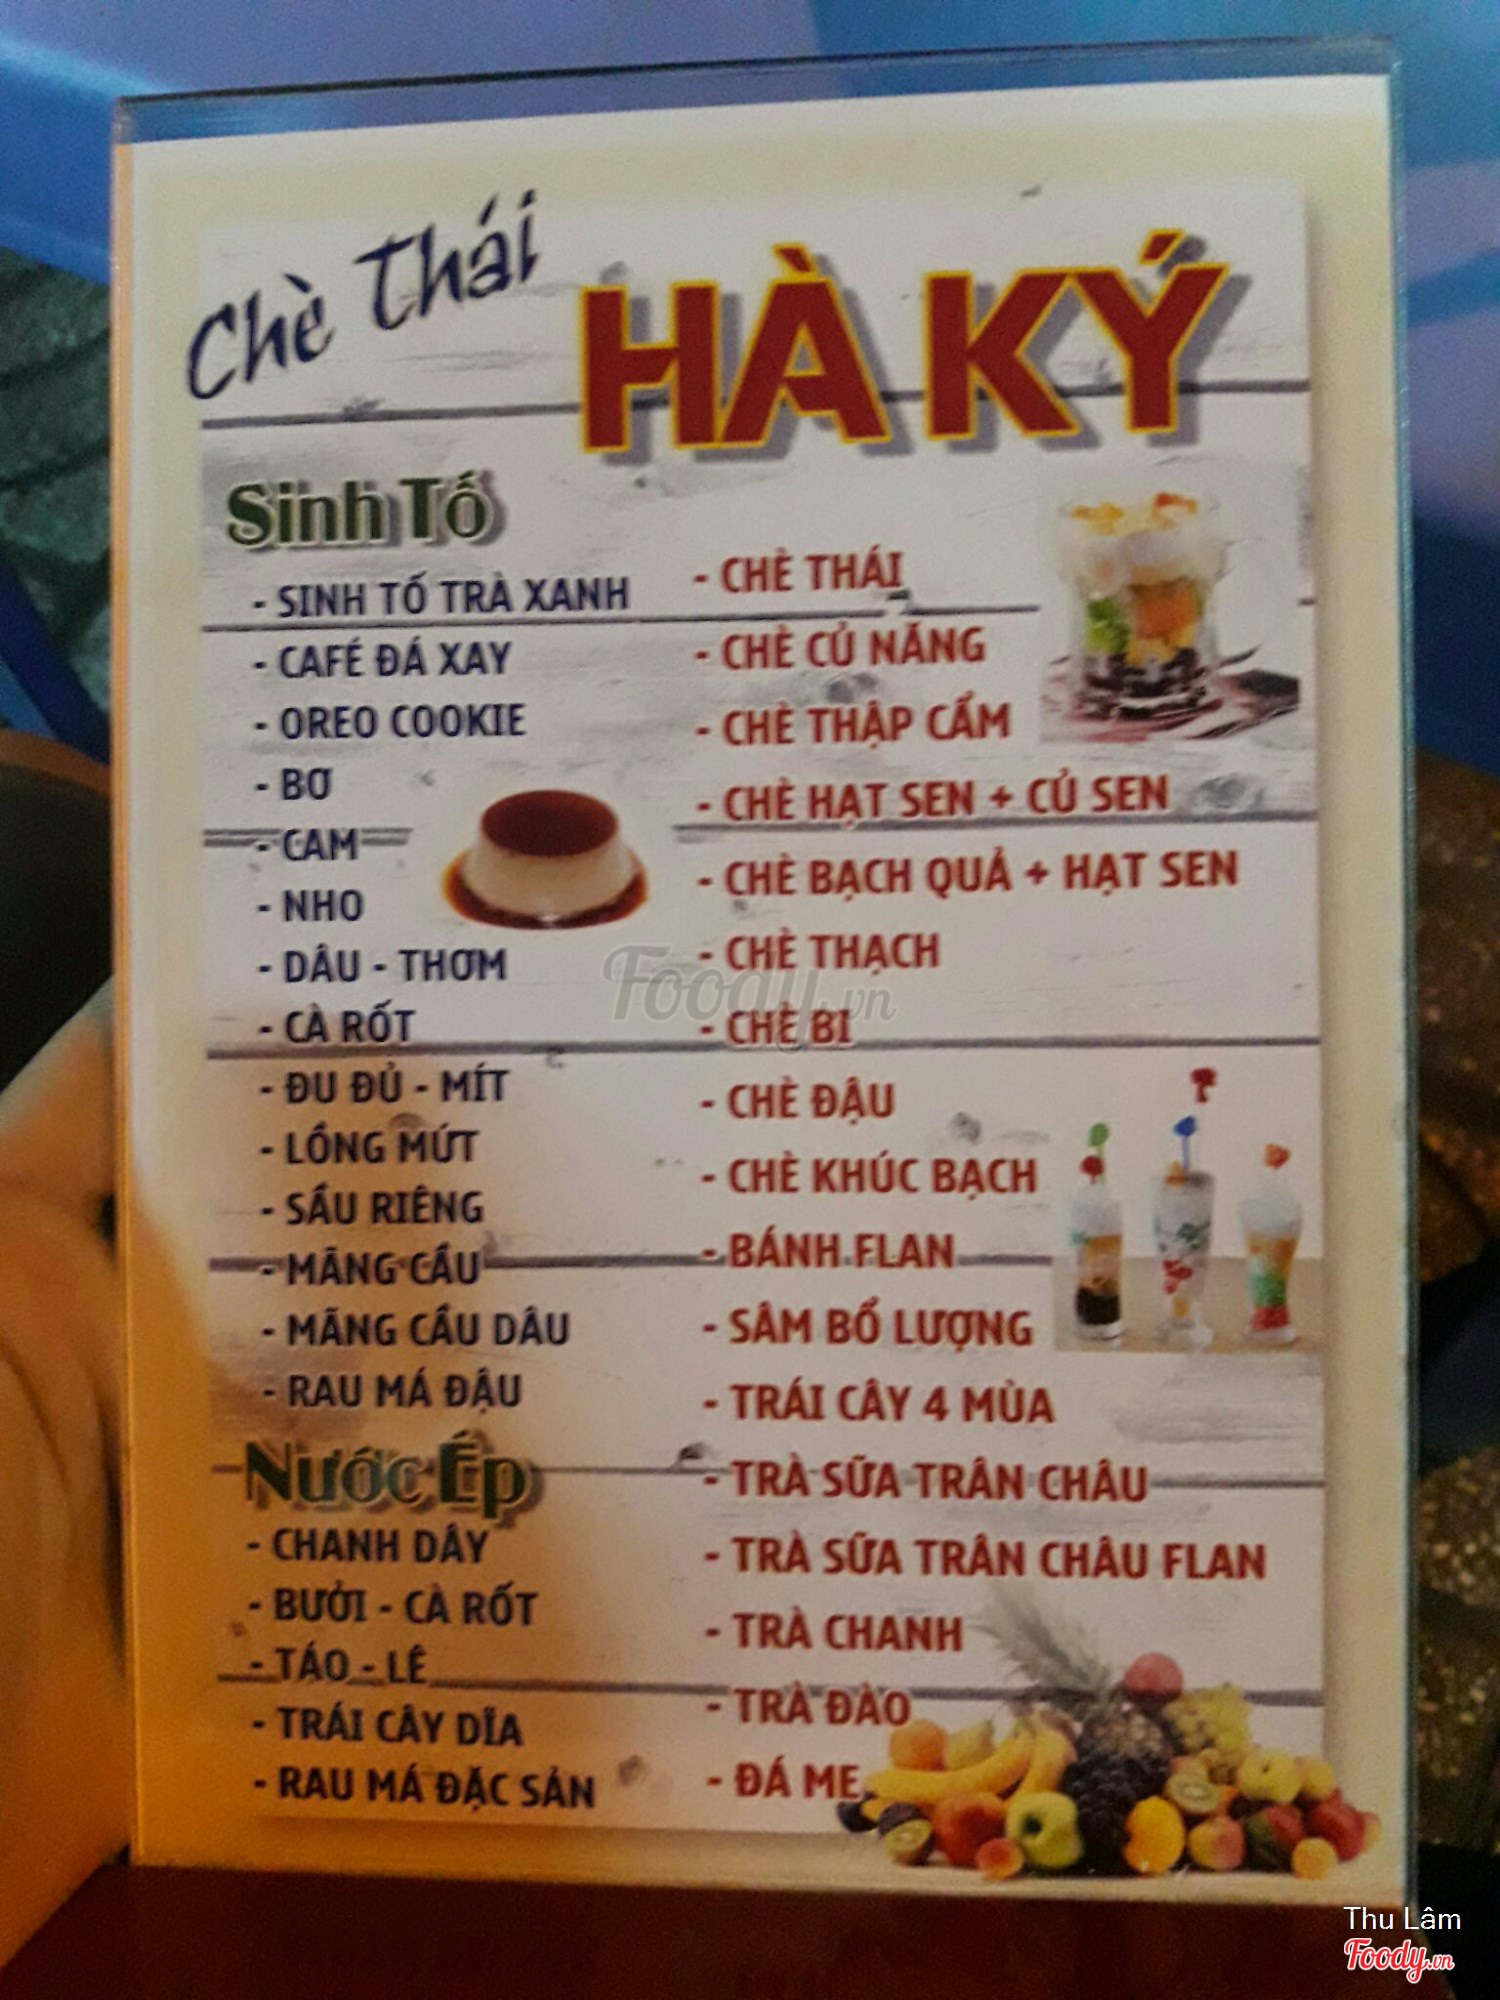 Chè Thái
HÀ KÝ
Sinh Tố
- SINH TỐ TRÀ XANH
- CAFÉ ĐÁ XAY
- OREO COOKIE
- BƠ
- CAM
- NHO
- DÂU - THƠM
- CÀ RỐT
- ĐU ĐỦ - MÍT
- LỒNG MỨT
- SẦU RIÊNG
- MÃNG CẦU
- MÃNG CẦU DÂU
- RAU MÁ ĐẬU
Nước Ép
- CHANH DÂY
- BƯỞI - CÀ RỐT
- TÁO - LÊ
- TRÁI CÂY DĨA
- RAU MÁ ĐẶC SẢN
- CHÈ THÁI
- CHÈ CỦ NĂNG
- CHÈ THẬP CẨM
- CHÈ HẠT SEN + CỦ SEN
- CHÈ BẠCH QUẢ + HẠT SEN
- CHÈ THẠCH
- CHÈ BI
- CHÈ ĐẬU
- CHÈ KHÚC BẠCH
- BÁNH FLAN
- SÂM BỔ LƯỢNG
- TRÁI CÂY 4 MÙA
- TRÀ SỮA TRÂN CHÂU
- TRÀ SỮA TRÂN CHÂU FLAN
- TRÀ CHANH
- TRÀ ĐÀO
- ĐÁ ME
Foody.vn
Thu Lâm
Foody.vn